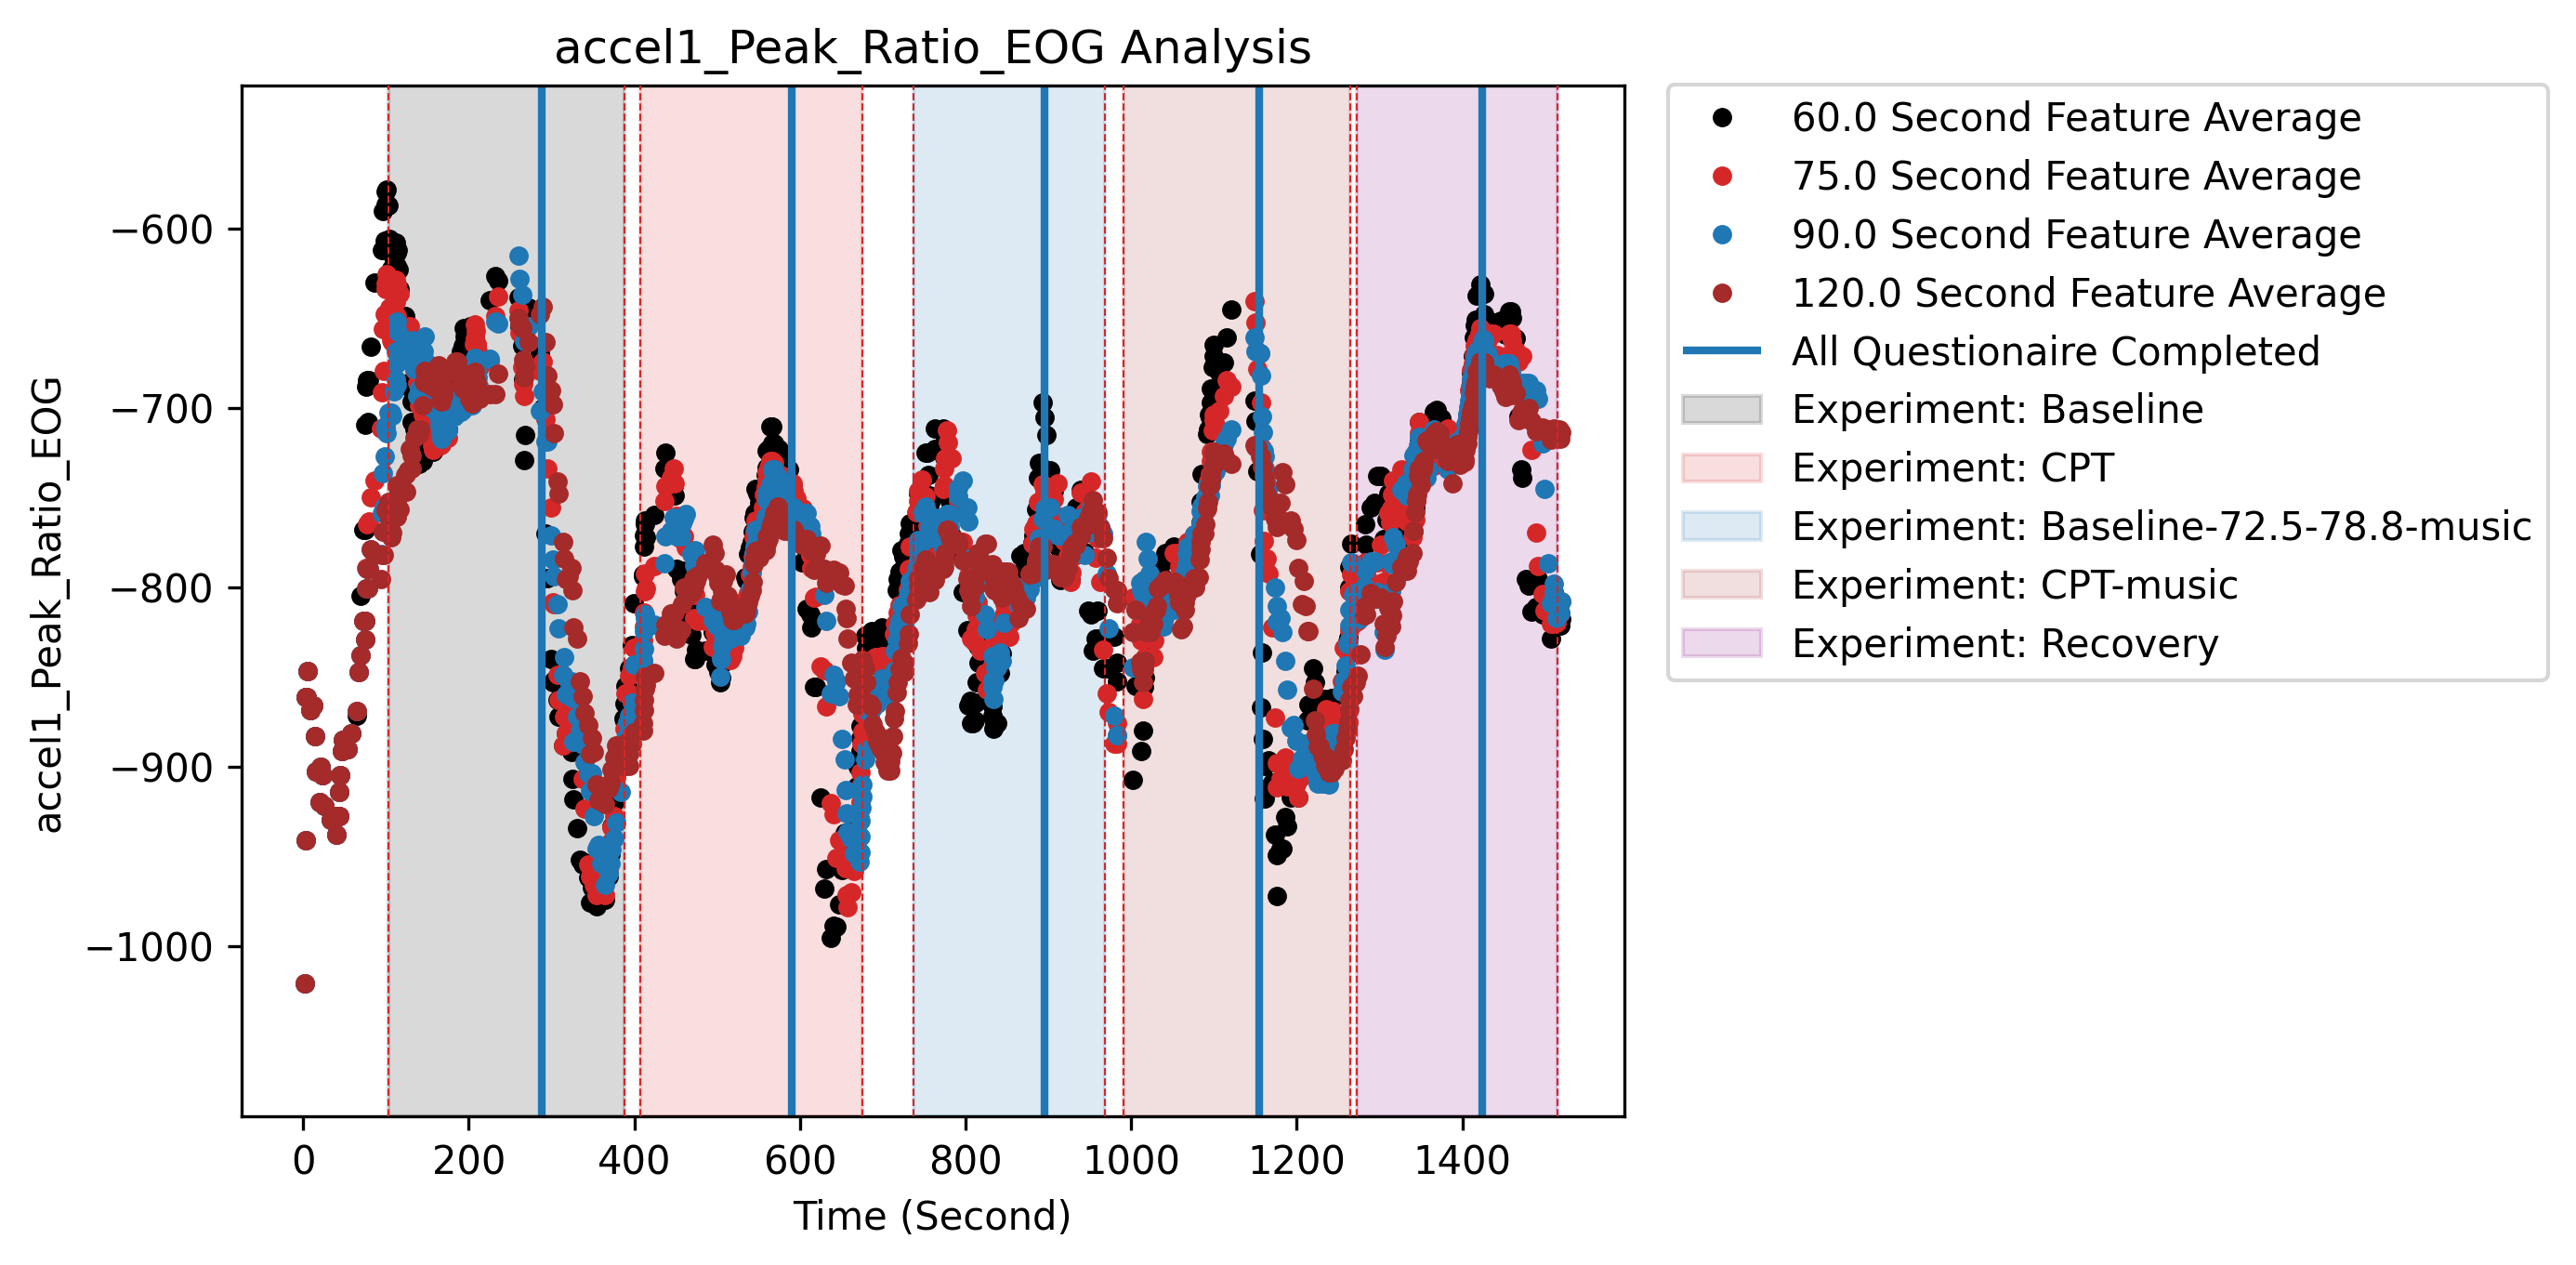 accel1_Peak_Ratio_EOG Analysis
accel1_Peak_Ratio_EOG
−600
−700
−800
−900
−1000
0 200 400 600 800 1000 1200 1400
Time (Second)
60.0 Second Feature Average
75.0 Second Feature Average
90.0 Second Feature Average
120.0 Second Feature Average
All Questionaire Completed
Experiment: Baseline
Experiment: CPT
Experiment: Baseline-72.5-78.8-music
Experiment: CPT-music
Experiment: Recovery